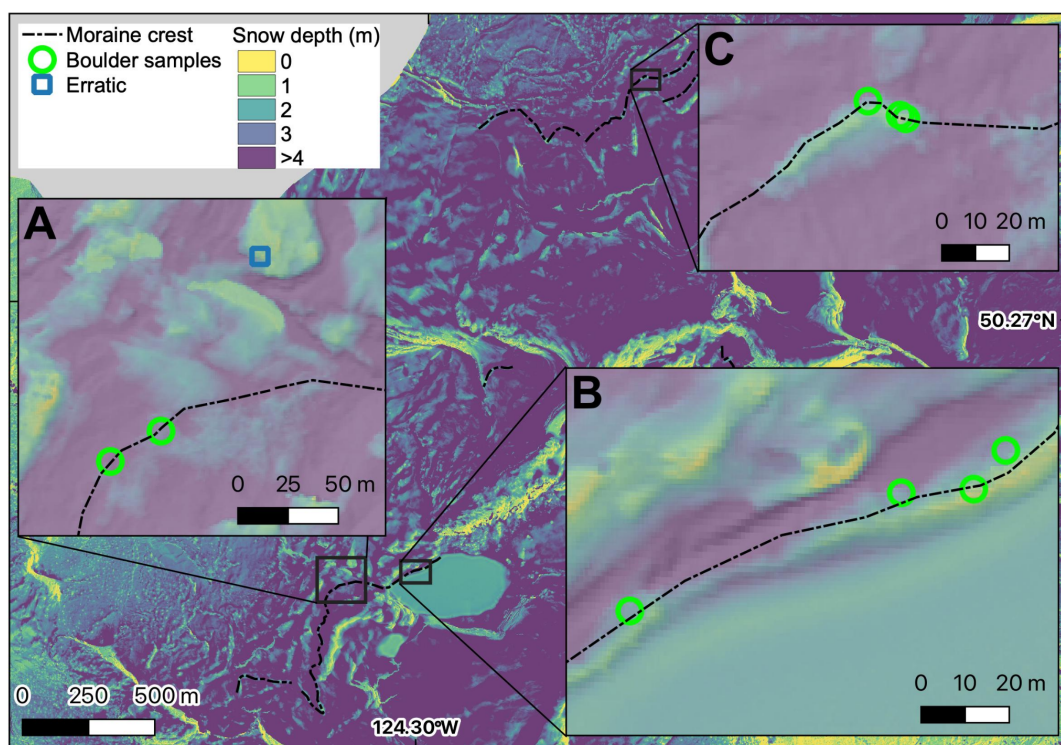 Moraine crest
Boulder samples
Erratic
Snow depth (m)
0
1
2
3
>4
C
0 10 20 m
A
0 25 50 m
50.27°N
B
0 10 20 m
0 250 500 m
124.30°W